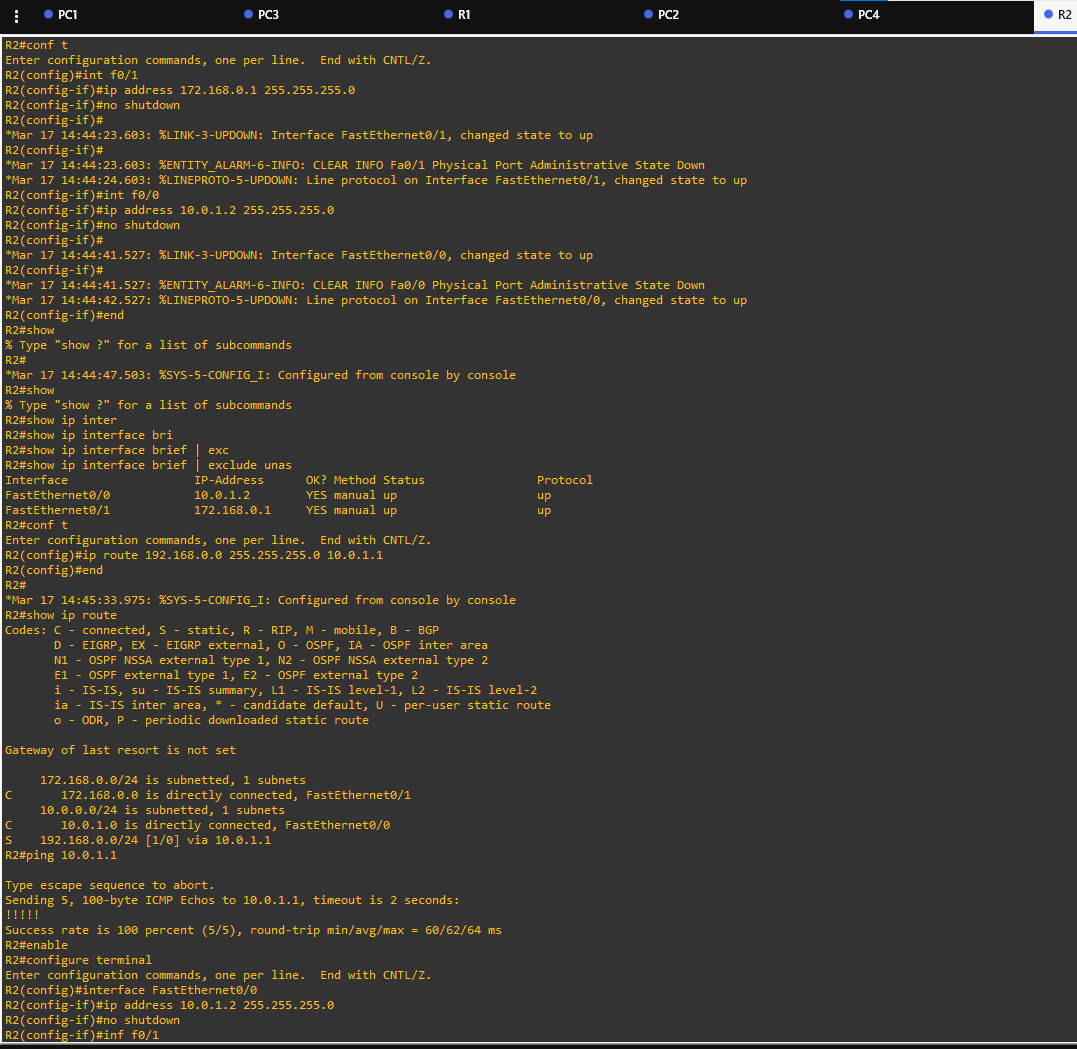 PC1 PC3 R1 PC2 PC4 R2
R2#conf t
Enter configuration commands, one per line.  End with CNTL/Z.
R2(config)#int f0/1
R2(config-if)#ip address 172.168.0.1 255.255.255.0
R2(config-if)#no shutdown
R2(config-if)#
*Mar 17 14:44:23.603: %LINK-3-UPDOWN: Interface FastEthernet0/1, changed state to up
R2(config-if)#
*Mar 17 14:44:23.603: %ENTITY_ALARM-6-INFO: CLEAR INFO Fa0/1 Physical Port Administrative State Down
*Mar 17 14:44:24.603: %LINEPROTO-5-UPDOWN: Line protocol on Interface FastEthernet0/1, changed state to up
R2(config-if)#int f0/0
R2(config-if)#ip address 10.0.1.2 255.255.255.0
R2(config-if)#no shutdown
R2(config-if)#
*Mar 17 14:44:41.527: %LINK-3-UPDOWN: Interface FastEthernet0/0, changed state to up
R2(config-if)#
*Mar 17 14:44:41.527: %ENTITY_ALARM-6-INFO: CLEAR INFO Fa0/0 Physical Port Administrative State Down
*Mar 17 14:44:42.527: %LINEPROTO-5-UPDOWN: Line protocol on Interface FastEthernet0/0, changed state to up
R2(config-if)#end
R2#show
% Type "show ?" for a list of subcommands
R2#
*Mar 17 14:44:47.503: %SYS-5-CONFIG_I: Configured from console by console
R2#show
% Type "show ?" for a list of subcommands
R2#show ip inter
R2#show ip interface bri
R2#show ip interface brief | exc
R2#show ip interface brief | exclude unas
Interface                  IP-Address      OK? Method Status                Protocol
FastEthernet0/0            10.0.1.2        YES manual up                    up
FastEthernet0/1            172.168.0.1     YES manual up                    up
R2#conf t
Enter configuration commands, one per line.  End with CNTL/Z.
R2(config)#ip route 192.168.0.0 255.255.255.0 10.0.1.1
R2(config)#end
R2#
*Mar 17 14:45:33.975: %SYS-5-CONFIG_I: Configured from console by console
R2#show ip route
Codes: C - connected, S - static, R - RIP, M - mobile, B - BGP
       D - EIGRP, EX - EIGRP external, O - OSPF, IA - OSPF inter area
       N1 - OSPF NSSA external type 1, N2 - OSPF NSSA external type 2
       E1 - OSPF external type 1, E2 - OSPF external type 2
       i - IS-IS, su - IS-IS summary, L1 - IS-IS level-1, L2 - IS-IS level-2
       ia - IS-IS inter area, * - candidate default, U - per-user static route
       o - ODR, P - periodic downloaded static route
Gateway of last resort is not set
     172.168.0.0/24 is subnetted, 1 subnets
C       172.168.0.0 is directly connected, FastEthernet0/1
     10.0.0.0/24 is subnetted, 1 subnets
C       10.0.1.0 is directly connected, FastEthernet0/0
S    192.168.0.0/24 [1/0] via 10.0.1.1
R2#ping 10.0.1.1
Type escape sequence to abort.
Sending 5, 100-byte ICMP Echos to 10.0.1.1, timeout is 2 seconds:
!!!!!
Success rate is 100 percent (5/5), round-trip min/avg/max = 60/62/64 ms
R2#enable
R2#configure terminal
Enter configuration commands, one per line.  End with CNTL/Z.
R2(config)#interface FastEthernet0/0
R2(config-if)#ip address 10.0.1.2 255.255.255.0
R2(config-if)#no shutdown
R2(config-if)#inf f0/1